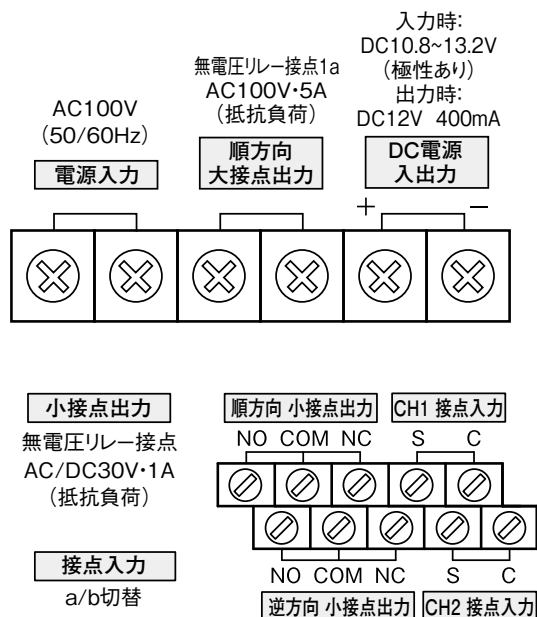 AC100V
（50/60Hz）
電源入力
無電圧リレー接点1a
AC100V・5A
（抵抗負荷）
順方向
大接点出力
入力時：
DC10.8~13.2V
（極性あり）
出力時：
DC12V 400mA
DC電源
入出力
+ −
小接点出力
無電圧リレー接点
AC/DC30V・1A
（抵抗負荷）
接点入力
a/b切替
順方向 小接点出力 CH1 接点入力
NO COM NC S C
NO COM NC S C
逆方向 小接点出力 CH2 接点入力